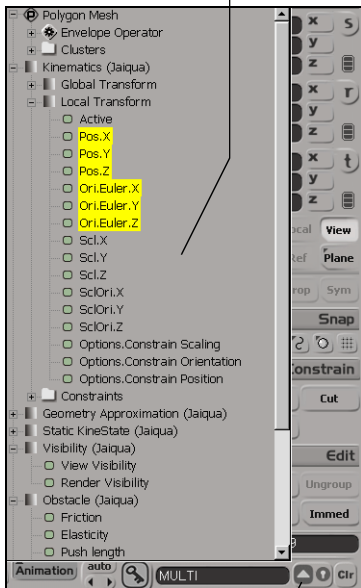 Polygon Mesh
Envelope Operator
Clusters
Kinematics (Jaiqua)
Global Transform
Local Transform
Active
Pos.X
Pos.Y
Pos.Z
Ori.Euler.X
Ori.Euler.Y
Ori.Euler.Z
Scl.X
Scl.Y
Scl.Z
SclOri.X
SclOri.Y
SclOri.Z
Options.Constrain Scaling
Options.Constrain Orientation
Options.Constrain Position
Constraints
Geometry Approximation (Jaiqua)
Static KineState (Jaiqua)
Visibility (Jaiqua)
View Visibility
Render Visibility
Obstacle (Jaiqua)
Friction
Elasticity
Push length
Animation auto MULTI Clr
x s
y
z
x r
y
z
x t
y
z
View
Plane
Sym
Snap
Constrain
Cut
Edit
Ungroup
Immed